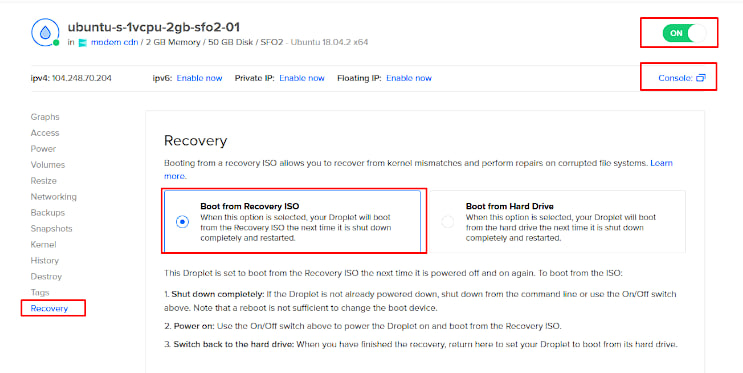 ubuntu-s-1vcpu-2gb-sfo2-01
in modem cdn / 2 GB Memory / 50 GB Disk / SFO2 - Ubuntu 18.04.2 x64
ON
ipv4: 104.248.70.204 ipv6: Enable now Private IP: Enable now Floating IP: Enable now Console:
Graphs
Access
Power
Volumes
Resize
Networking
Backups
Snapshots
Kernel
History
Destroy
Tags
Recovery
Recovery
Booting from a recovery ISO allows you to recover from kernel mismatches and perform repairs on corrupted file systems. Learn
more.
Boot from Recovery ISO
When this option is selected, your Droplet will boot
from the Recovery ISO the next time it is shut down
completely and restarted.
Boot from Hard Drive
When this option is selected, your Droplet will boot
from the hard drive the next time it is shut down
completely and restarted.
This Droplet is set to boot from the Recovery ISO the next time it is powered off and on again. To boot from the ISO:
1. Shut down completely: If the Droplet is not already powered down, shut down from the command line or use the On/Off switch
above. Note that a reboot is not sufficient to change the boot device.
2. Power on: Use the On/Off switch above to power the Droplet on and boot from the Recovery ISO.
3. Switch back to the hard drive: When you have finished the recovery, return here to set your Droplet to boot from its hard drive.